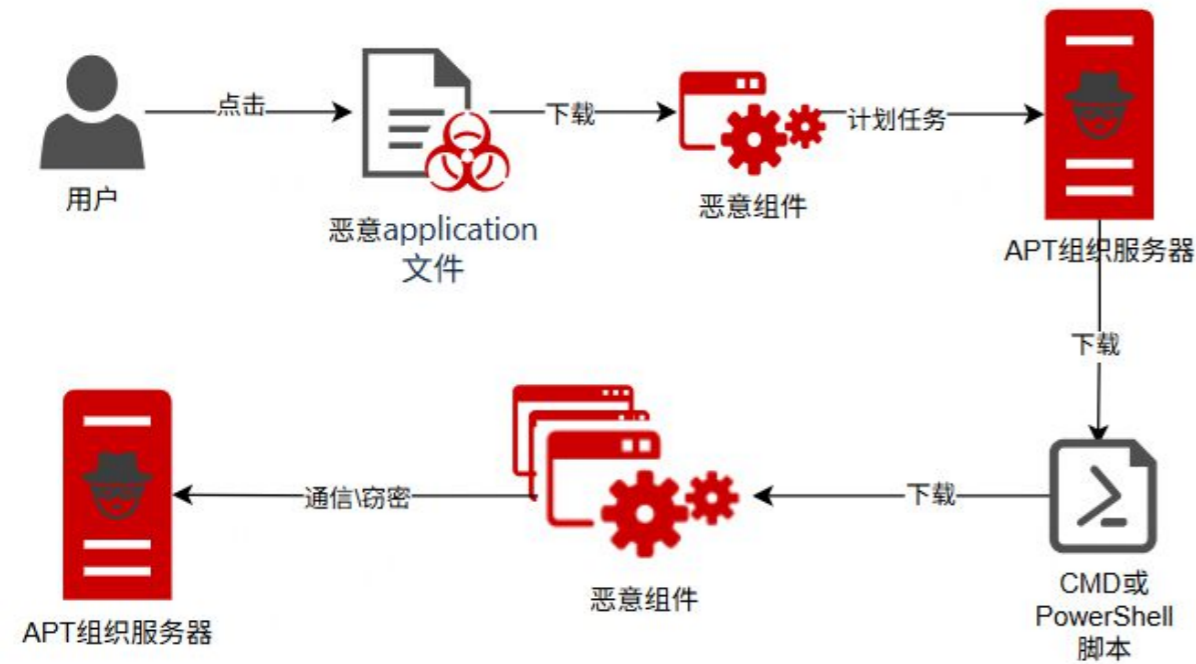 点击
下载
计划任务
用户
恶意application
文件
恶意组件
APT组织服务器
下载
下载
通信\窃密
恶意组件
CMD或
PowerShell
脚本
APT组织服务器